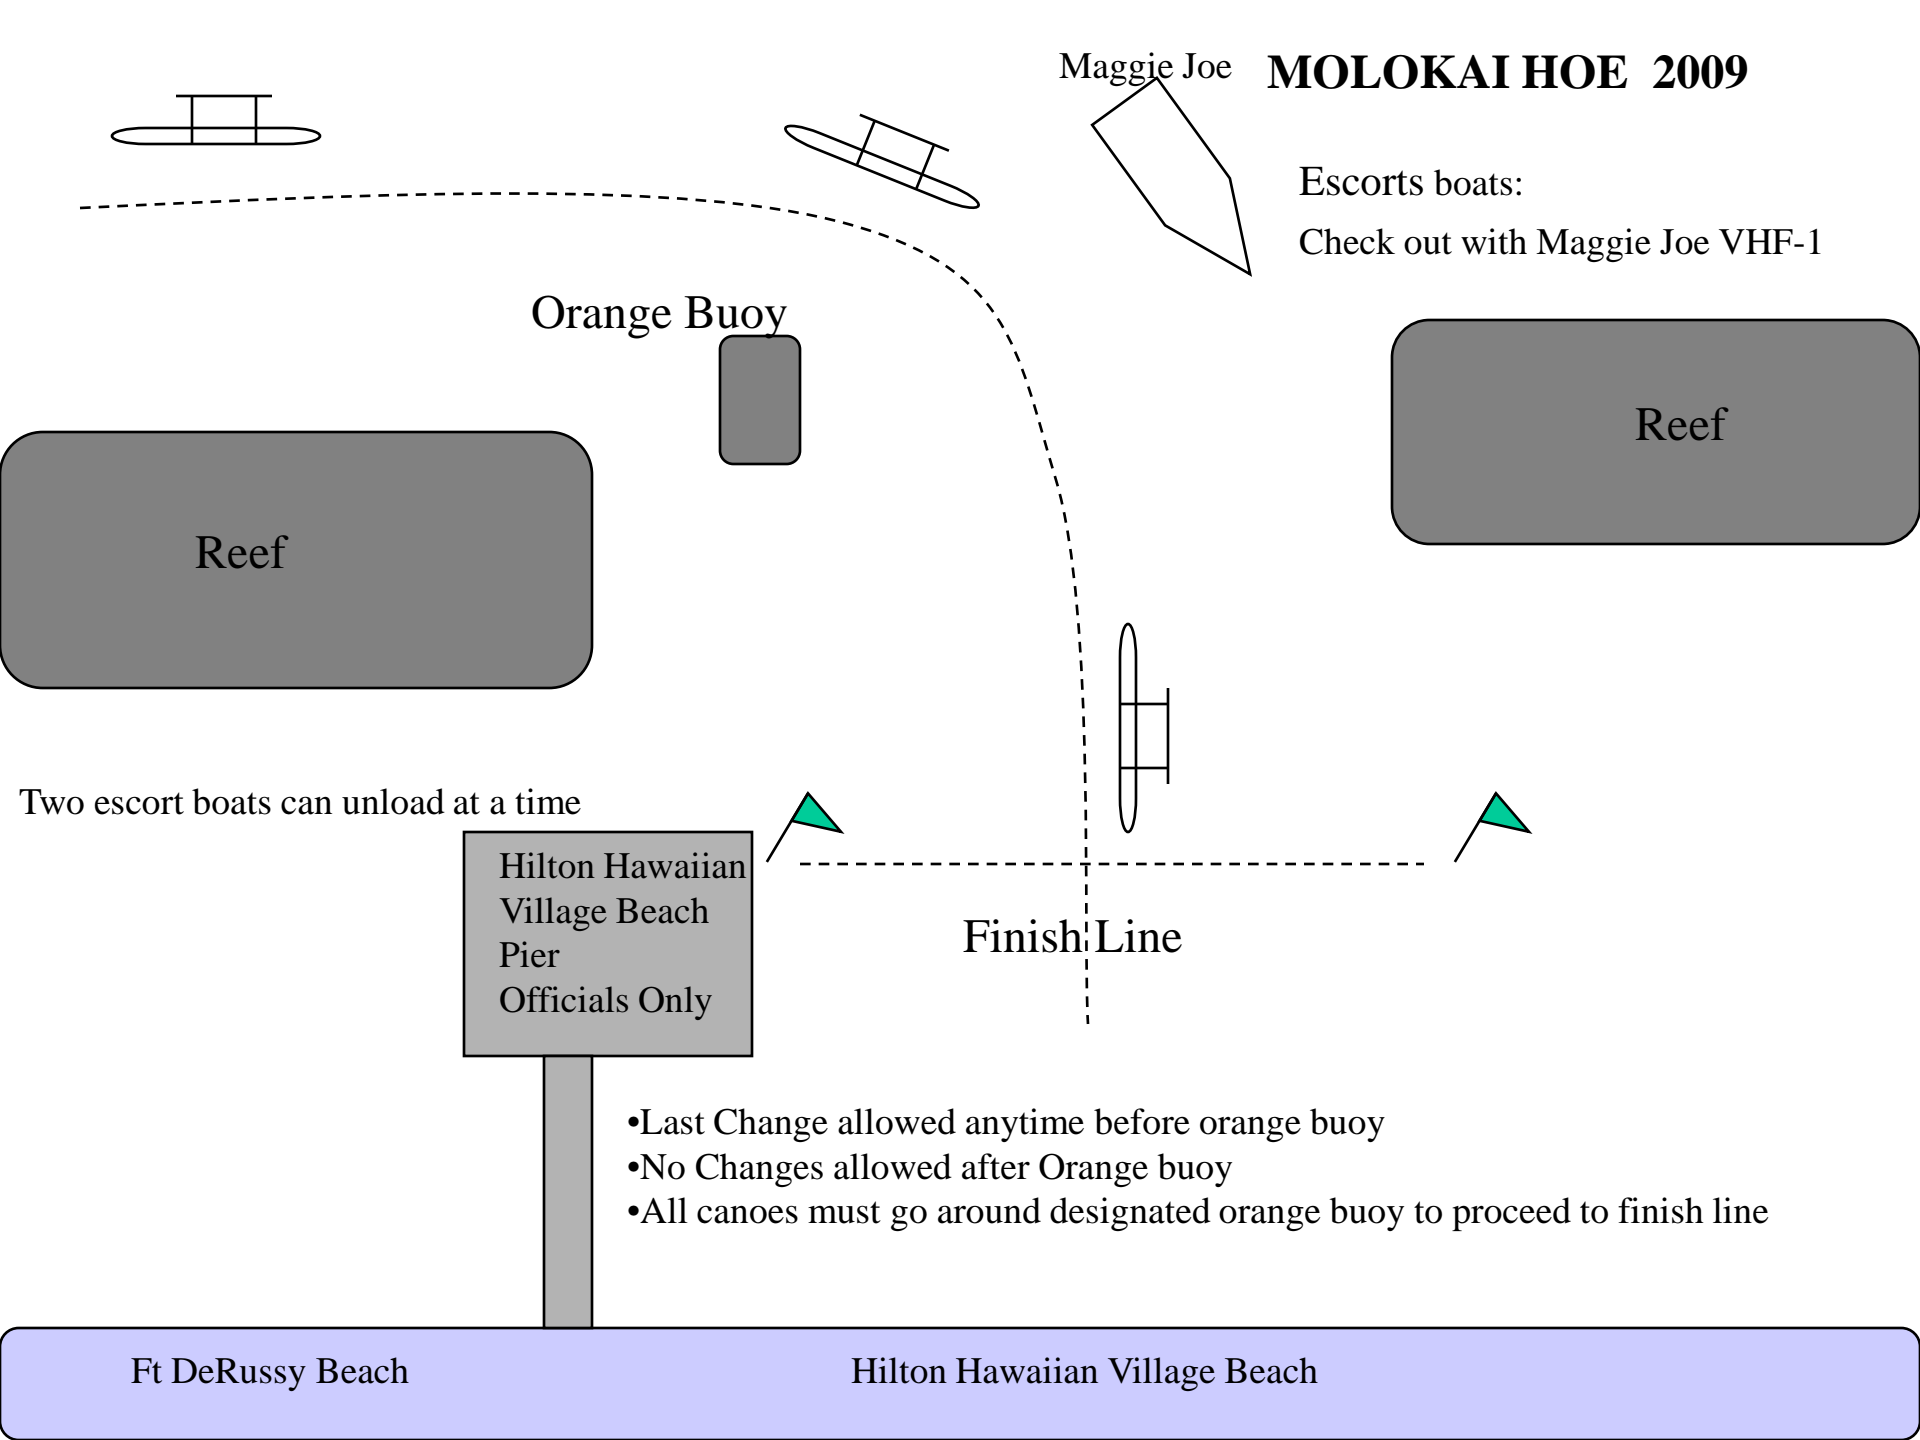 Maggie Joe
MOLOKAI HOE  2009
Escorts boats:
Check out with Maggie Joe VHF-1
Orange Buoy
Reef
Reef
Two escort boats can unload at a time
Hilton Hawaiian
Village Beach
Pier
Officials Only
Finish Line
•Last Change allowed anytime before orange buoy
•No Changes allowed after Orange buoy
•All canoes must go around designated orange buoy to proceed to finish line
Ft DeRussy Beach
Hilton Hawaiian Village Beach